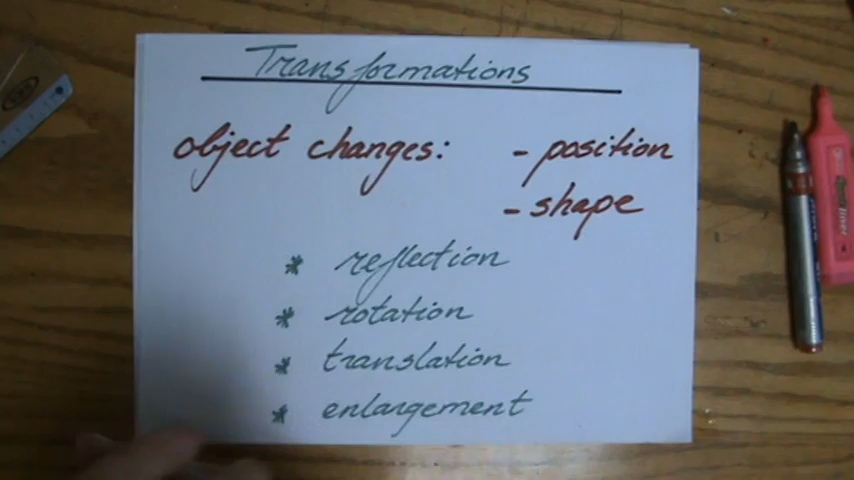 Transformations
object changes: - position
- shape
* reflection
* rotation
* translation
* enlargement